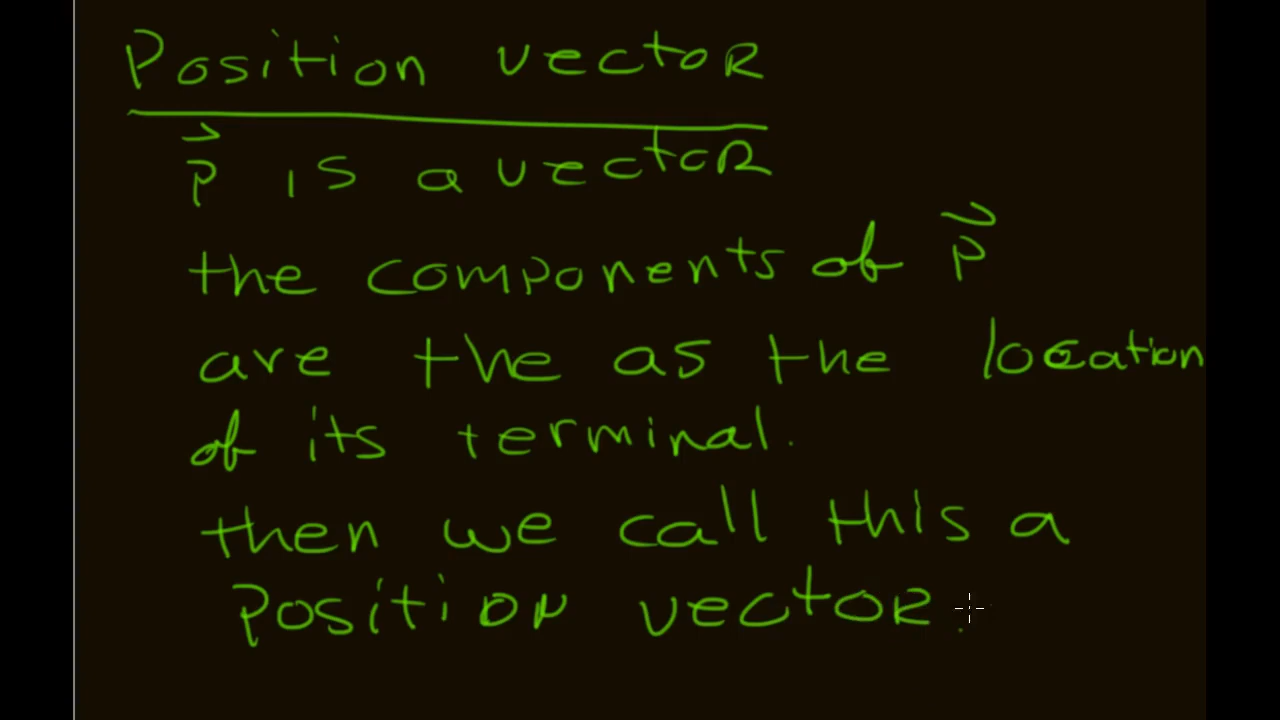 Position vector
p⃗ is a vector
the components of p⃗
are the as the location
of its terminal.
then we call this a
position vector.